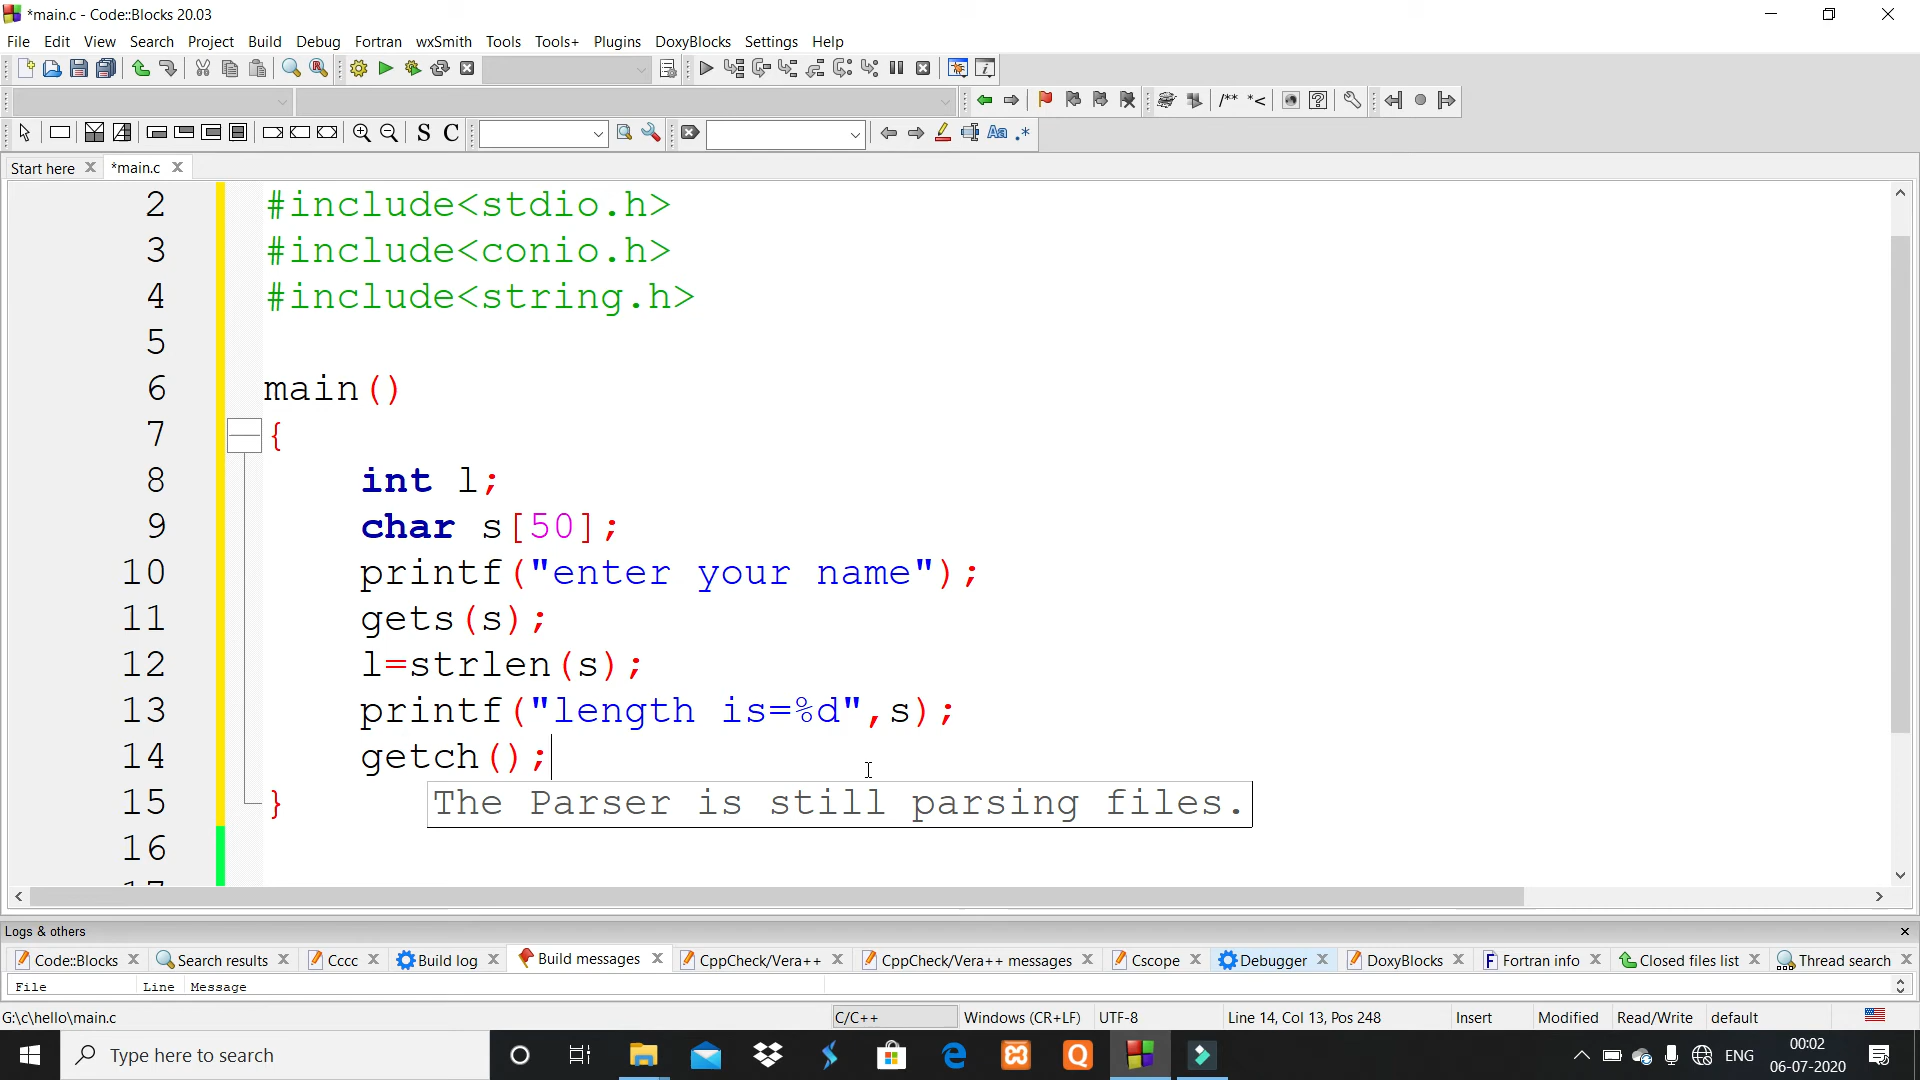 *main.c - Code::Blocks 20.03
File Edit View Search Project Build Debug Fortran wxSmith Tools Tools+ Plugins DoxyBlocks Settings Help
/** *<
S C Aa .*
Start here *main.c
2 #include<stdio.h>
3 #include<conio.h>
4 #include<string.h>
5
6 main()
7 {
8 int l;
9 char s[50];
10 printf("enter your name");
11 gets(s);
12 l=strlen(s);
13 printf("length is=%d",s);
14 getch();
15 }
The Parser is still parsing files.
16
17
Logs & others
Code::Blocks Search results Cccc Build log Build messages CppCheck/Vera++ CppCheck/Vera++ messages Cscope Debugger DoxyBlocks Fortran info Closed files list Thread search
File Line Message
G:\c\hello\main.c C/C++ Windows (CR+LF) UTF-8 Line 14, Col 13, Pos 248 Insert Modified Read/Write default
Type here to search
ENG
00:02
06-07-2020